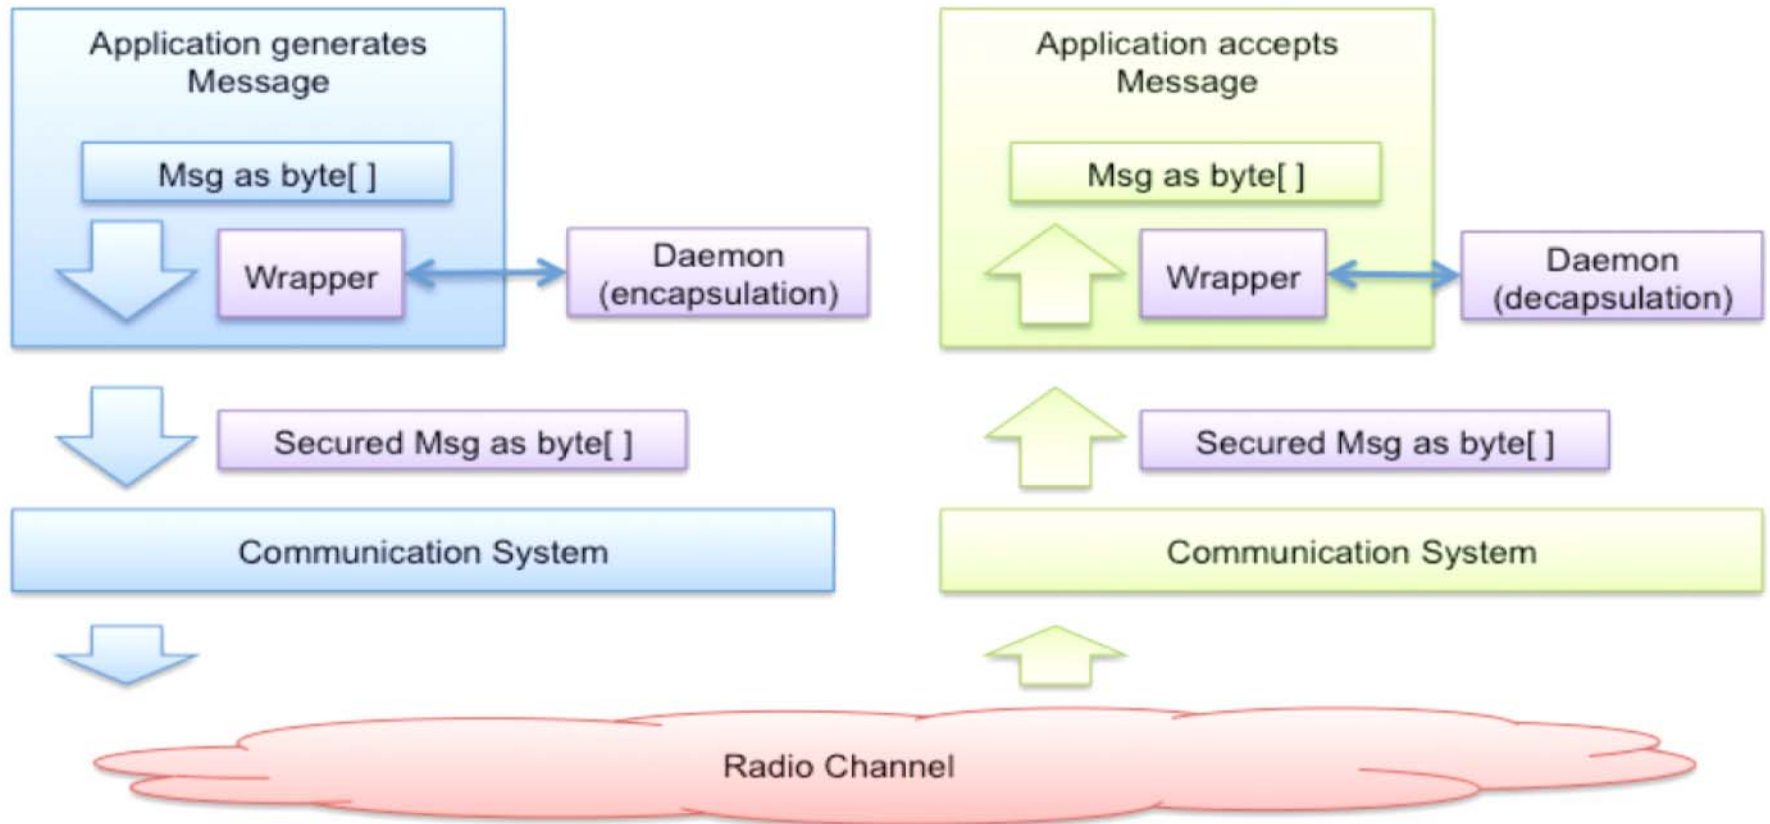 Application generates
Message
Msg as byte[ ]
Wrapper
Daemon
(encapsulation)
Secured Msg as byte[ ]
Communication System
Application accepts
Message
Msg as byte[ ]
Wrapper
Daemon
(decapsulation)
Secured Msg as byte[ ]
Communication System
Radio Channel